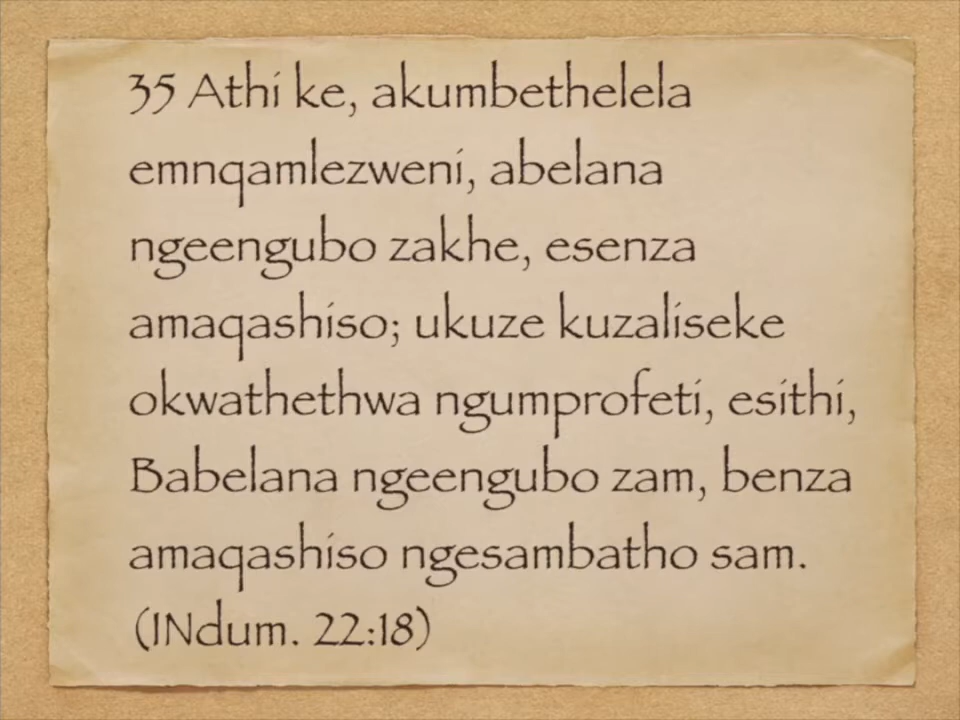 35 Athi ke, akumbethelela
emnqamlezweni, abelana
ngeengubo zakhe, esenza
amaqashiso; ukuze kuzaliseke
okwathethwa ngumprofeti, esithi,
Babelana ngeengubo zam, benza
amaqashiso ngesambatho sam.
(INdum. 22:18)